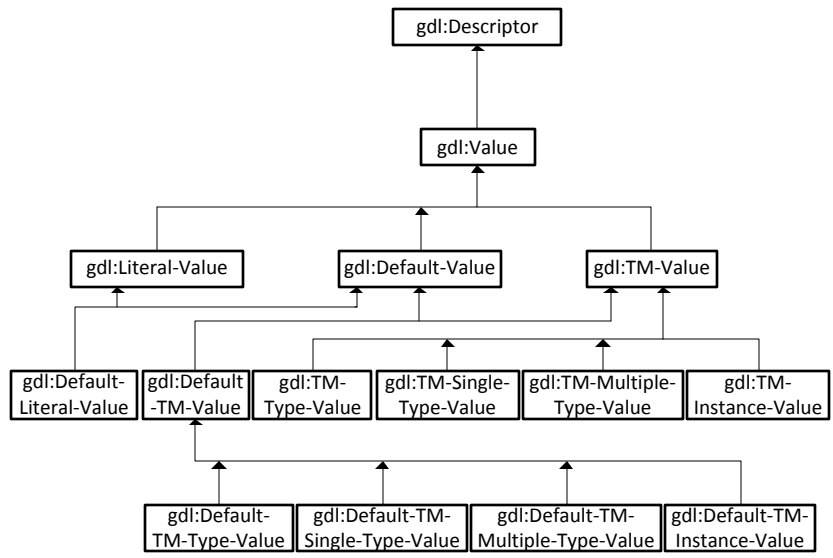 gdl:Descriptor
gdl:Value
gdl:Literal-Value
gdl:Default-Value
gdl:TM-Value
gdl:Default-
Literal-Value
gdl:Default
-TM-Value
gdl:TM-
Type-Value
gdl:TM-Single-
Type-Value
gdl:TM-Multiple-
Type-Value
gdl:TM-
Instance-Value
gdl:Default-
TM-Type-Value
gdl:Default-TM-
Single-Type-Value
gdl:Default-TM-
Multiple-Type-Value
gdl:Default-TM-
Instance-Value